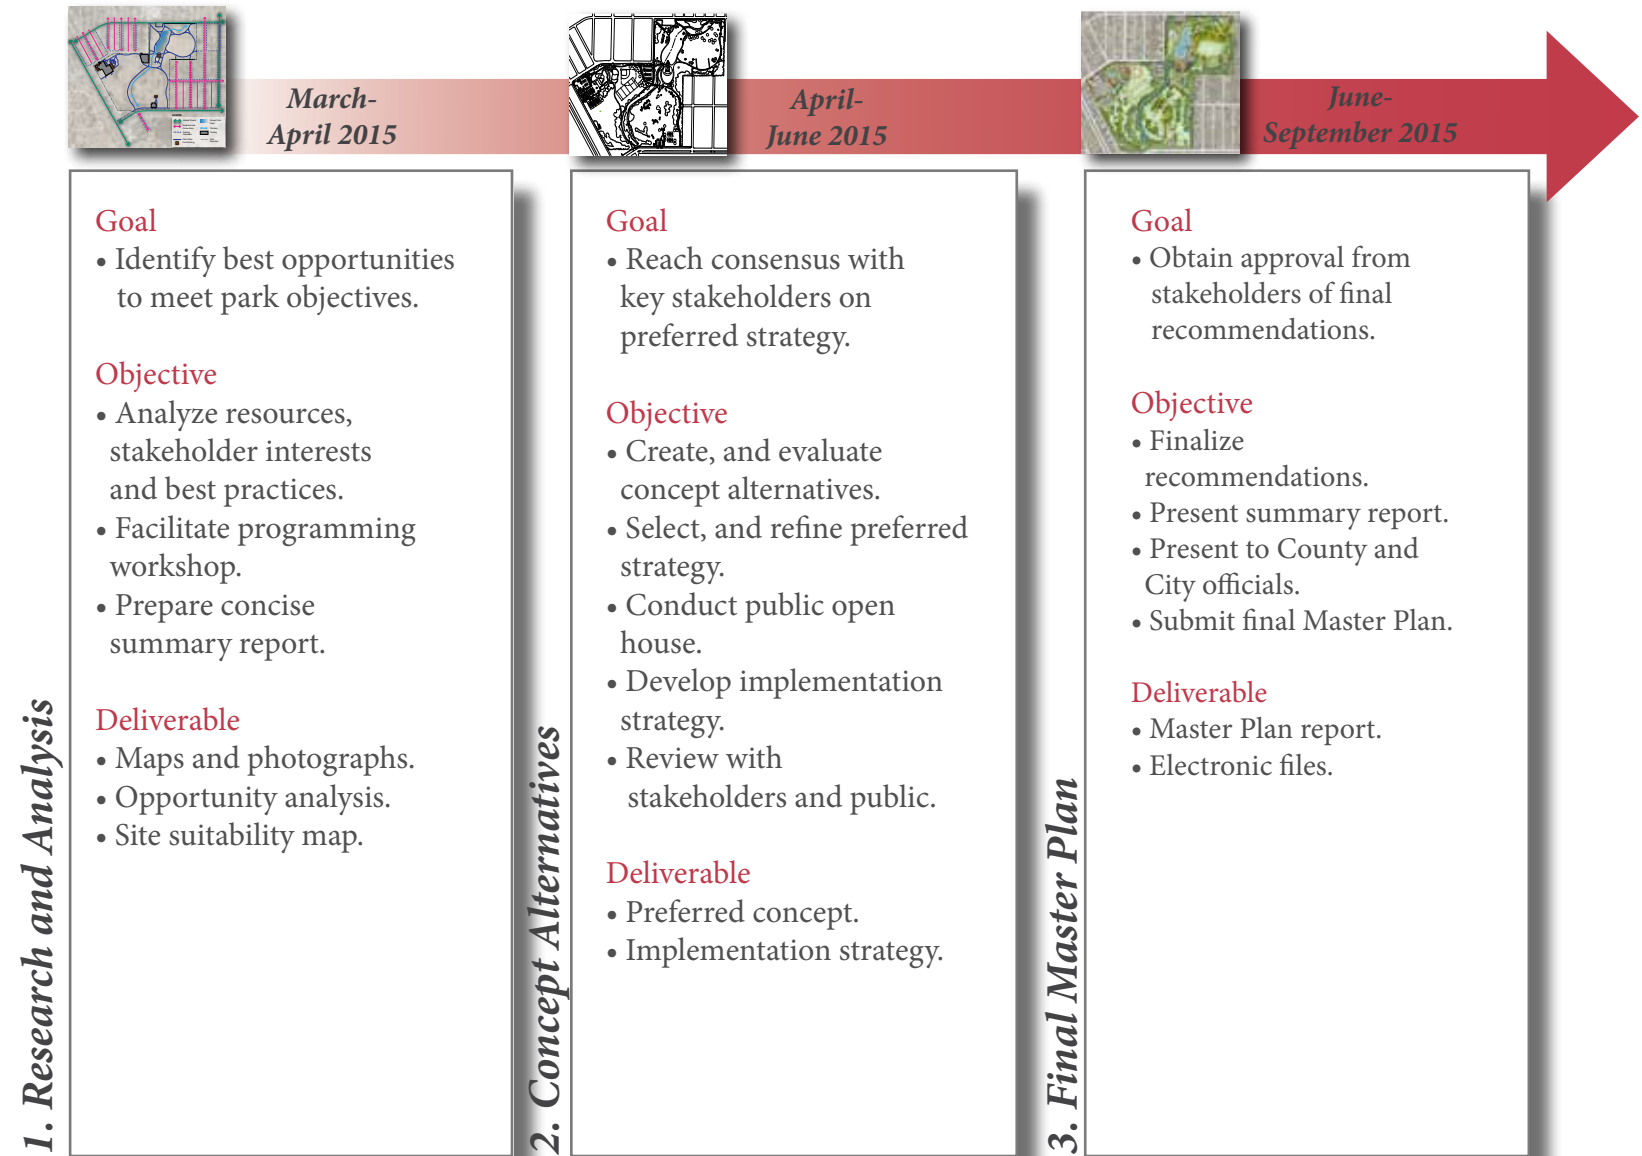 March-
April 2015
April-
June 2015
June-
September 2015
1. Research and Analysis
Goal
• Identify best opportunities
to meet park objectives.
Objective
• Analyze resources,
stakeholder interests
and best practices.
• Facilitate programming
workshop.
• Prepare concise
summary report.
Deliverable
• Maps and photographs.
• Opportunity analysis.
• Site suitability map.
2. Concept Alternatives
Goal
• Reach consensus with
key stakeholders on
preferred strategy.
Objective
• Create, and evaluate
concept alternatives.
• Select, and refine preferred
strategy.
• Conduct public open
house.
• Develop implementation
strategy.
• Review with
stakeholders and public.
Deliverable
• Preferred concept.
• Implementation strategy.
3. Final Master Plan
Goal
• Obtain approval from
stakeholders of final
recommendations.
Objective
• Finalize
recommendations.
• Present summary report.
• Present to County and
City officials.
• Submit final Master Plan.
Deliverable
• Master Plan report.
• Electronic files.